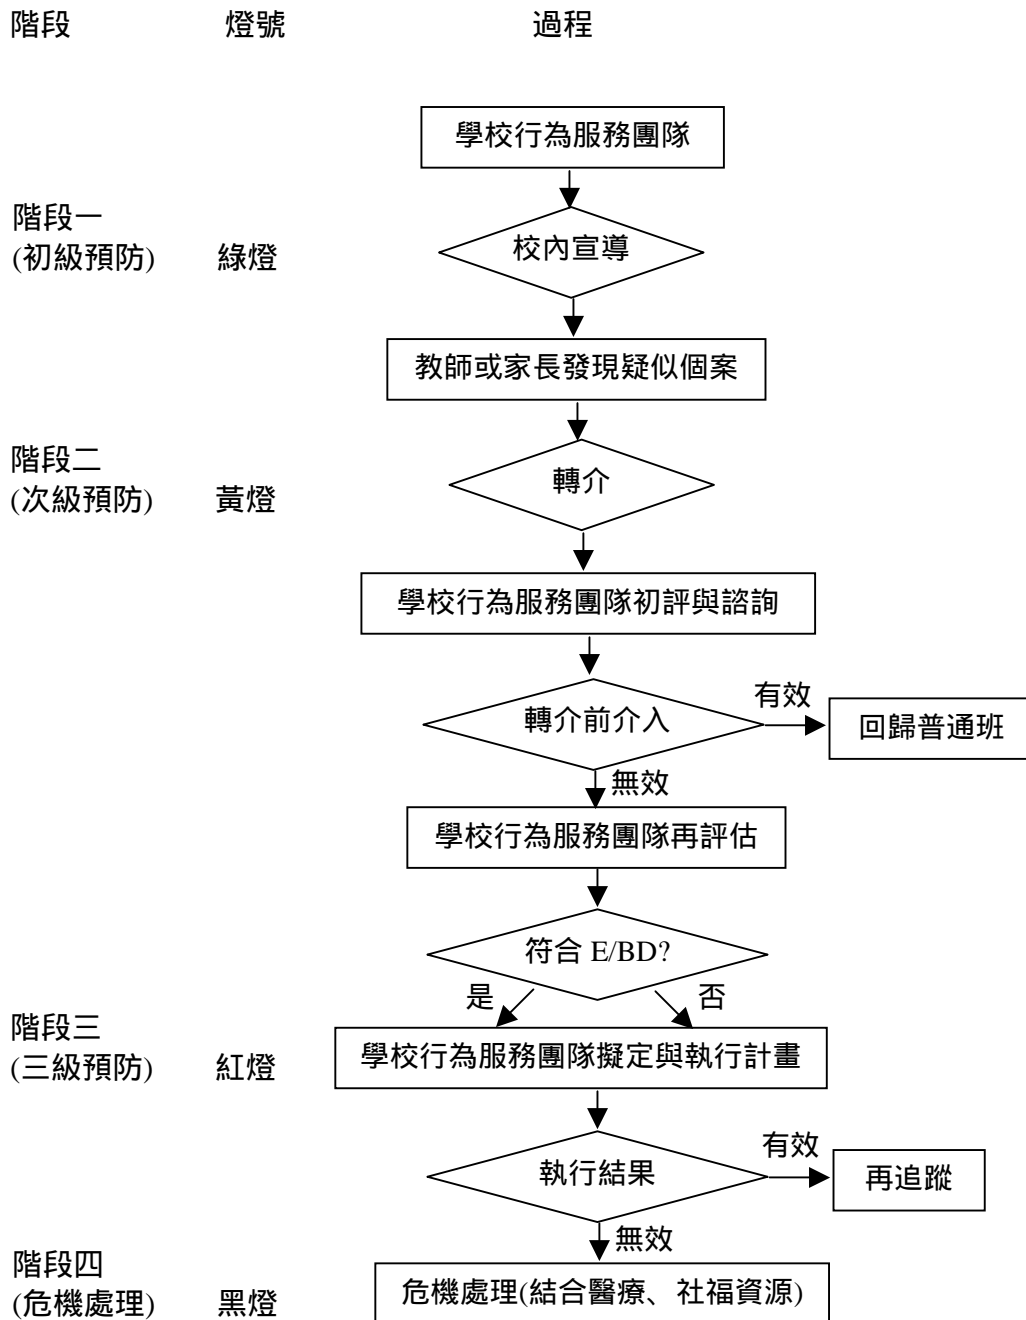 階段 燈號 過程
學校行為服務團隊
階段一
(初級預防) 綠燈
校內宣導
教師或家長發現疑似個案
階段二
(次級預防) 黃燈
轉介
學校行為服務團隊初評與諮詢
轉介前介入
有效
回歸普通班
無效
學校行為服務團隊再評估
符合 E/BD?
是 否
階段三
(三級預防) 紅燈
學校行為服務團隊擬定與執行計畫
執行結果
有效
再追蹤
無效
階段四
(危機處理) 黑燈
危機處理(結合醫療、社福資源)